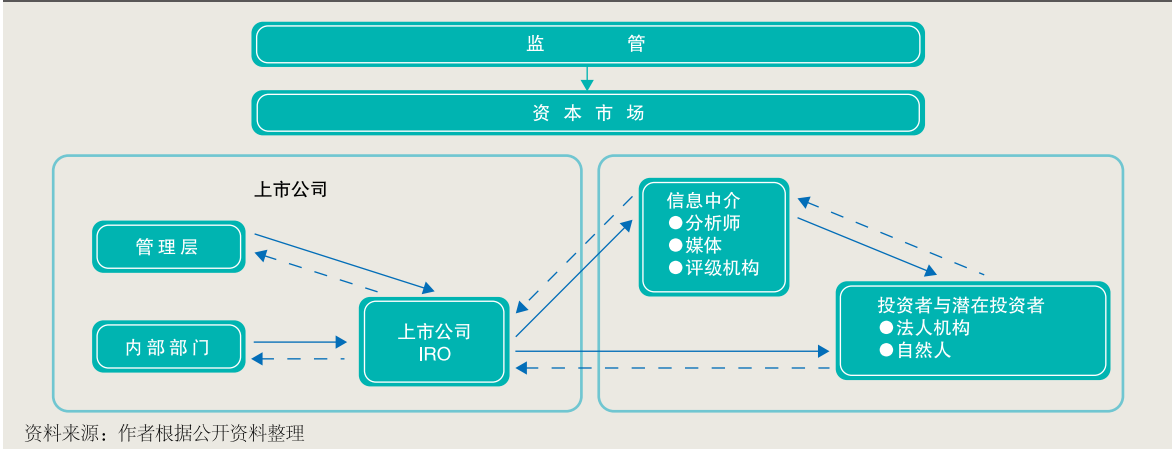 监 管
资本市场
上市公司
管理层
内部部门
上市公司
IRO
信息中介
●分析师
●媒体
●评级机构
投资者与潜在投资者
●法人机构
●自然人
资料来源：作者根据公开资料整理